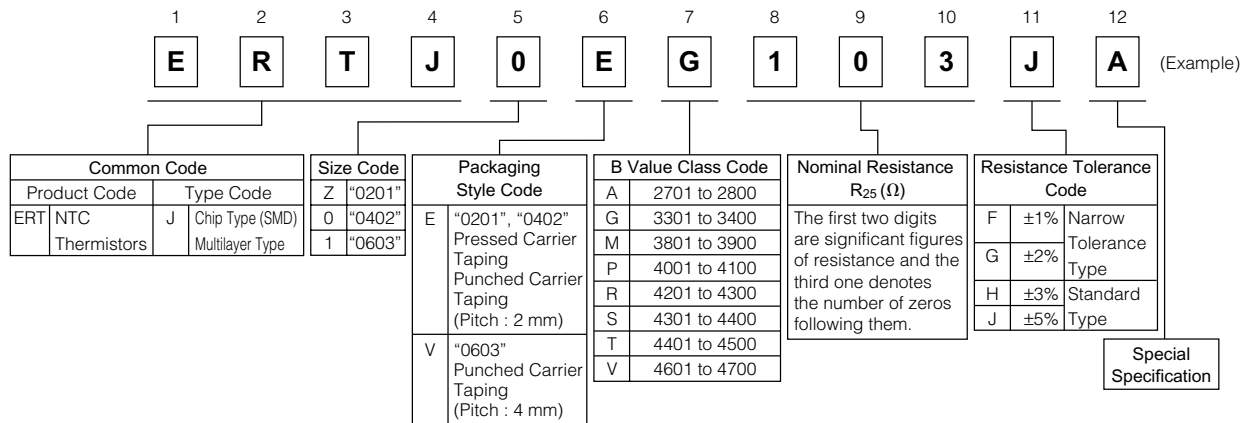 1 2 3 4 5 6 7 8 9 10 11 12
E R T J 0 E G 1 0 3 J A (Example)
Common Code
Product Code Type Code
ERT NTC Thermistors J Chip Type (SMD) Multilayer Type
Size Code
Z "0201"
0 "0402"
1 "0603"
Packaging
Style Code
E "0201", "0402"
Pressed Carrier
Taping
Punched Carrier
Taping
(Pitch : 2 mm)
V "0603"
Punched Carrier
Taping
(Pitch : 4 mm)
B Value Class Code
A 2701 to 2800
G 3301 to 3400
M 3801 to 3900
P 4001 to 4100
R 4201 to 4300
S 4301 to 4400
T 4401 to 4500
V 4601 to 4700
Nominal Resistance
R25 (Ω)
The first two digits
are significant figures
of resistance and the
third one denotes
the number of zeros
following them.
Resistance Tolerance
Code
F ±1% Narrow
Tolerance
G ±2% Type
H ±3% Standard
J ±5% Type
Special
Specification